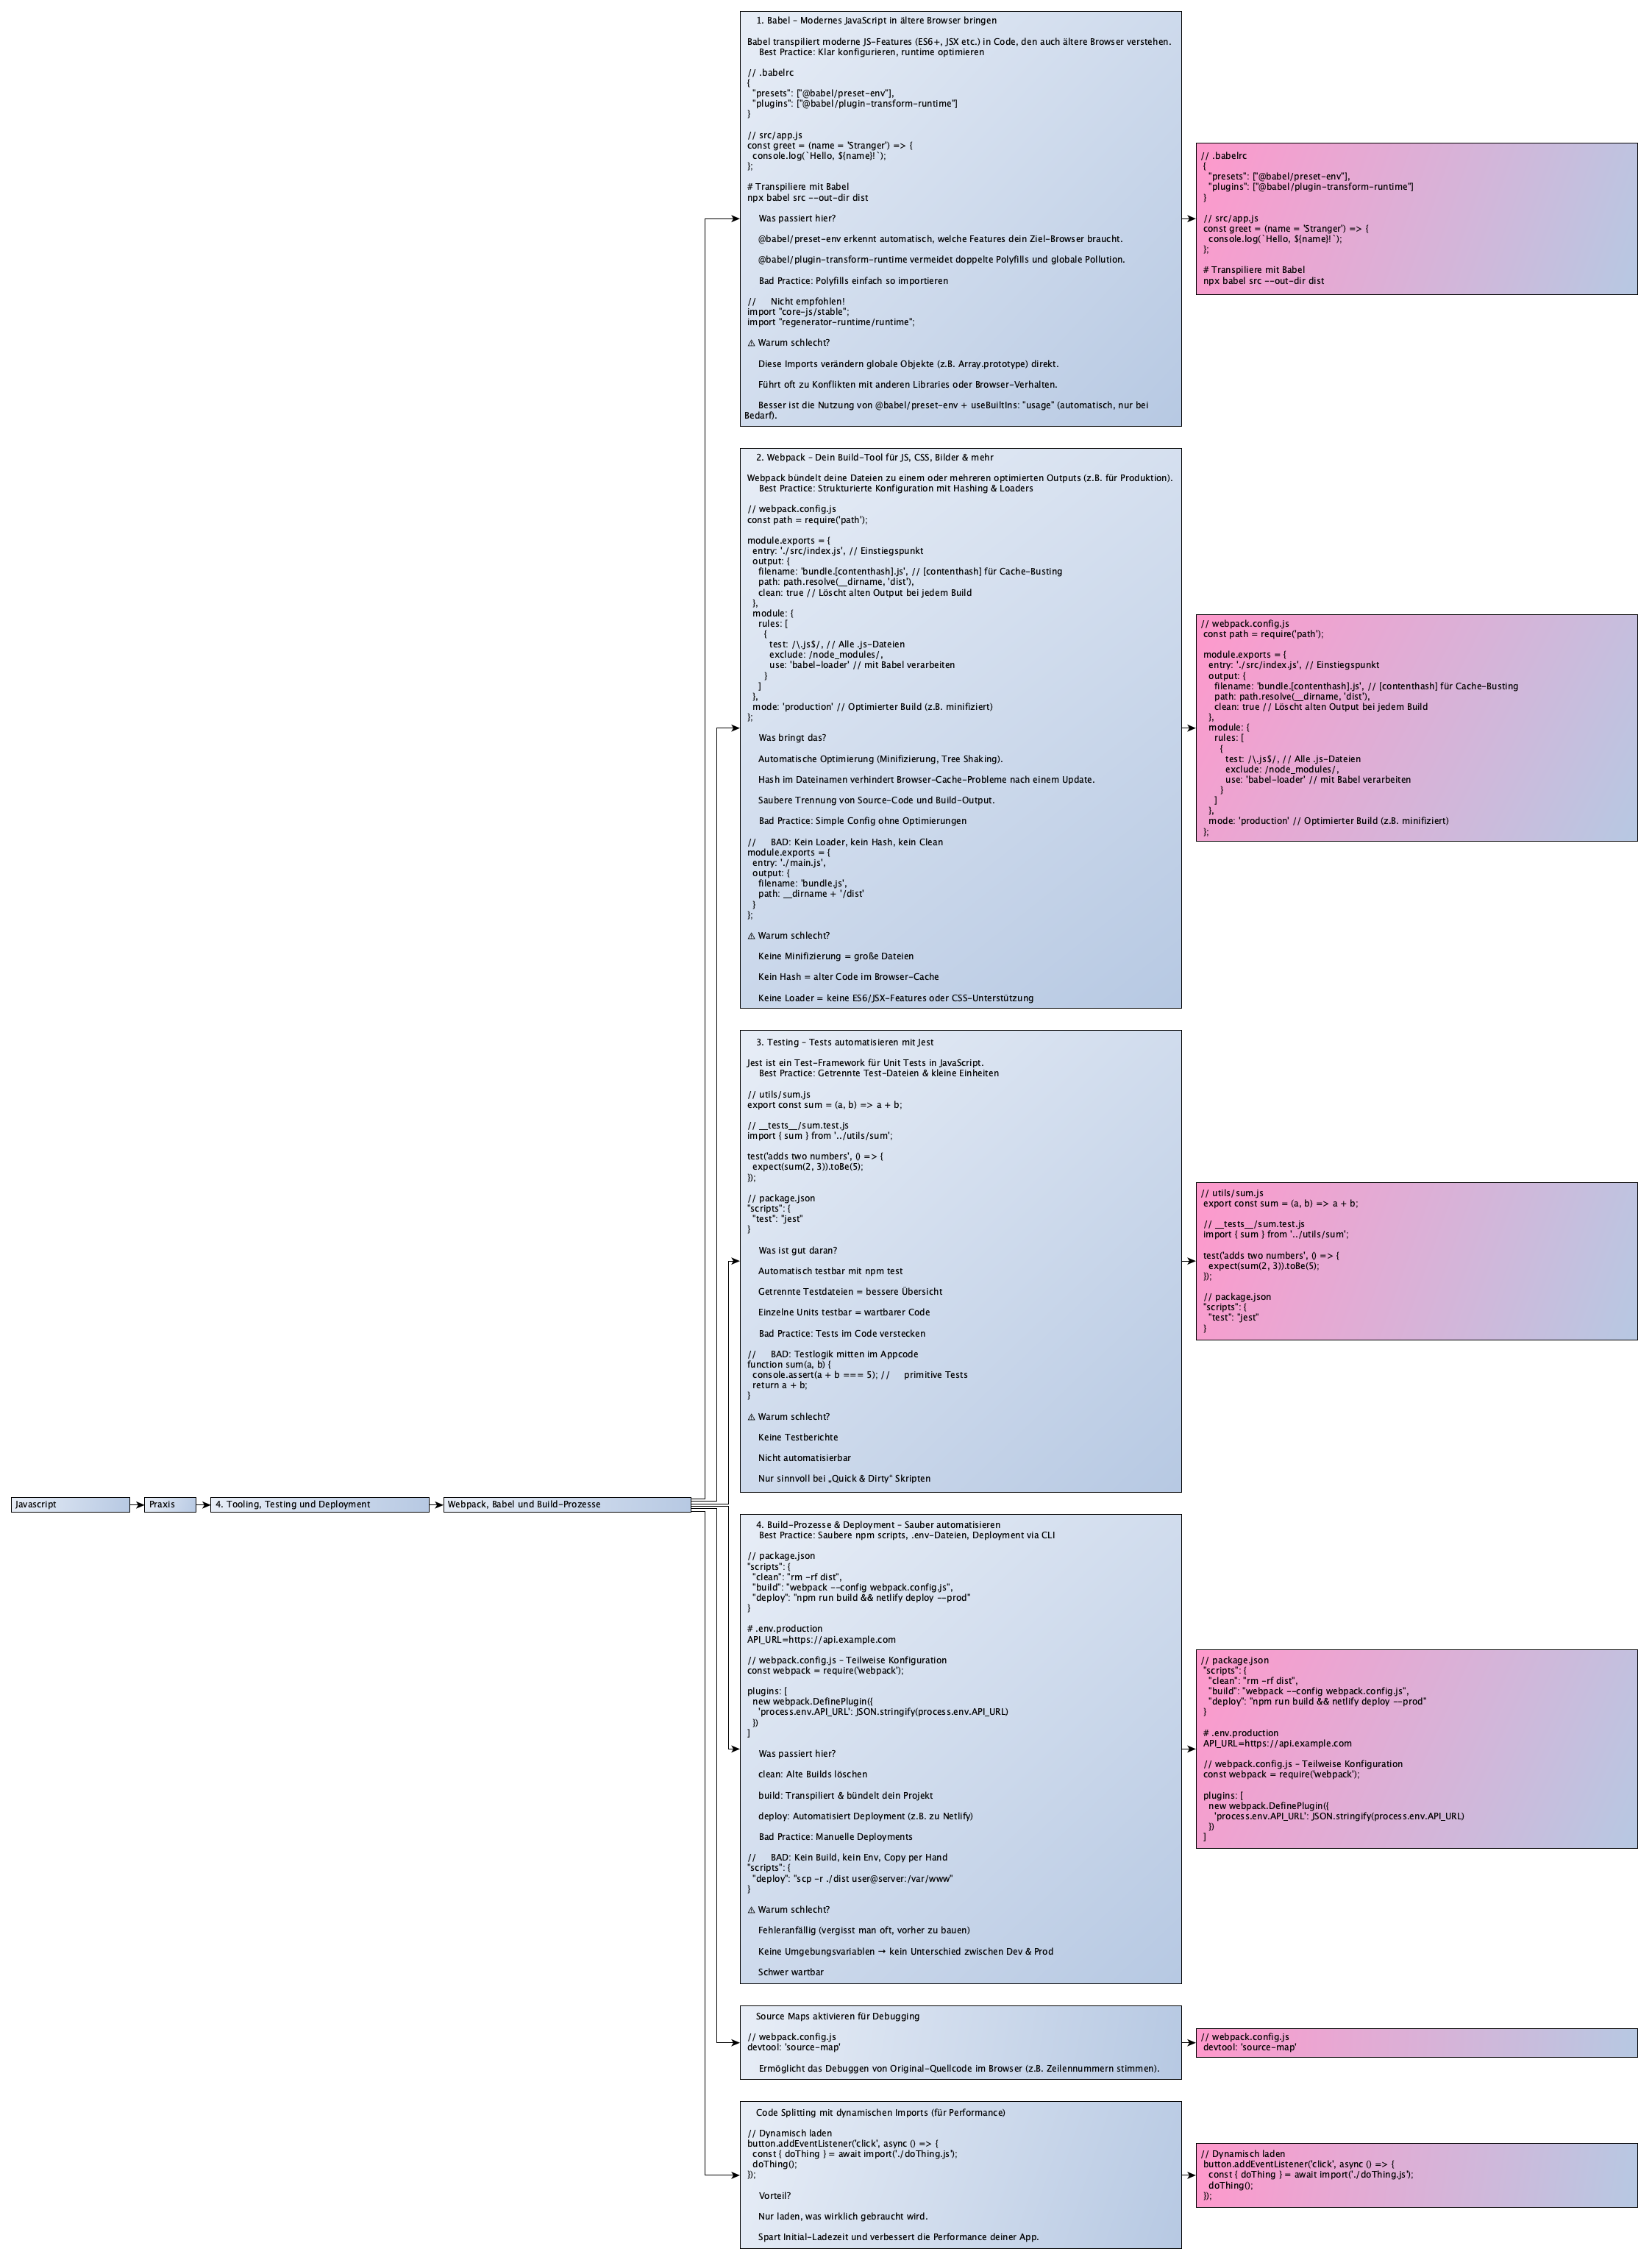 Javascript
Praxis
4. Tooling, Testing und Deployment
Webpack, Babel und Build-Prozesse
1. Babel – Modernes JavaScript in ältere Browser bringen
Babel transpiliert moderne JS-Features (ES6+, JSX etc.) in Code, den auch ältere Browser verstehen.
Best Practice: Klar konfigurieren, runtime optimieren
// .babelrc
{
"presets": ["@babel/preset-env"],
"plugins": ["@babel/plugin-transform-runtime"]
}
// src/app.js
const greet = (name = 'Stranger') => {
console.log(`Hello, ${name}!`);
};
# Transpiliere mit Babel
npx babel src --out-dir dist
Was passiert hier?
@babel/preset-env erkennt automatisch, welche Features dein Ziel-Browser braucht.
@babel/plugin-transform-runtime vermeidet doppelte Polyfills und globale Pollution.
Bad Practice: Polyfills einfach so importieren
// Nicht empfohlen!
import "core-js/stable";
import "regenerator-runtime/runtime";
⚠ Warum schlecht?
Diese Imports verändern globale Objekte (z.B. Array.prototype) direkt.
Führt oft zu Konflikten mit anderen Libraries oder Browser-Verhalten.
Besser ist die Nutzung von @babel/preset-env + useBuiltIns: "usage" (automatisch, nur bei
Bedarf).
// .babelrc
{
"presets": ["@babel/preset-env"],
"plugins": ["@babel/plugin-transform-runtime"]
}
// src/app.js
const greet = (name = 'Stranger') => {
console.log(`Hello, ${name}!`);
};
# Transpiliere mit Babel
npx babel src --out-dir dist
2. Webpack – Dein Build-Tool für JS, CSS, Bilder & mehr
Webpack bündelt deine Dateien zu einem oder mehreren optimierten Outputs (z.B. für Produktion).
Best Practice: Strukturierte Konfiguration mit Hashing & Loaders
// webpack.config.js
const path = require('path');
module.exports = {
entry: './src/index.js', // Einstiegspunkt
output: {
filename: 'bundle.[contenthash].js', // [contenthash] für Cache-Busting
path: path.resolve(__dirname, 'dist'),
clean: true // Löscht alten Output bei jedem Build
},
module: {
rules: [
{
test: /\.js$/, // Alle .js-Dateien
exclude: /node_modules/,
use: 'babel-loader' // mit Babel verarbeiten
}
]
},
mode: 'production' // Optimierter Build (z.B. minifiziert)
};
Was bringt das?
Automatische Optimierung (Minifizierung, Tree Shaking).
Hash im Dateinamen verhindert Browser-Cache-Probleme nach einem Update.
Saubere Trennung von Source-Code und Build-Output.
Bad Practice: Simple Config ohne Optimierungen
// BAD: Kein Loader, kein Hash, kein Clean
module.exports = {
entry: './main.js',
output: {
filename: 'bundle.js',
path: __dirname + '/dist'
}
};
⚠ Warum schlecht?
Keine Minifizierung = große Dateien
Kein Hash = alter Code im Browser-Cache
Keine Loader = keine ES6/JSX-Features oder CSS-Unterstützung
// webpack.config.js
const path = require('path');
module.exports = {
entry: './src/index.js', // Einstiegspunkt
output: {
filename: 'bundle.[contenthash].js', // [contenthash] für Cache-Busting
path: path.resolve(__dirname, 'dist'),
clean: true // Löscht alten Output bei jedem Build
},
module: {
rules: [
{
test: /\.js$/, // Alle .js-Dateien
exclude: /node_modules/,
use: 'babel-loader' // mit Babel verarbeiten
}
]
},
mode: 'production' // Optimierter Build (z.B. minifiziert)
};
3. Testing – Tests automatisieren mit Jest
Jest ist ein Test-Framework für Unit Tests in JavaScript.
Best Practice: Getrennte Test-Dateien & kleine Einheiten
// utils/sum.js
export const sum = (a, b) => a + b;
// __tests__/sum.test.js
import { sum } from '../utils/sum';
test('adds two numbers', () => {
expect(sum(2, 3)).toBe(5);
});
// package.json
"scripts": {
"test": "jest"
}
Was ist gut daran?
Automatisch testbar mit npm test
Getrennte Testdateien = bessere Übersicht
Einzelne Units testbar = wartbarer Code
Bad Practice: Tests im Code verstecken
// BAD: Testlogik mitten im Appcode
function sum(a, b) {
console.assert(a + b === 5); // primitive Tests
return a + b;
}
⚠ Warum schlecht?
Keine Testberichte
Nicht automatisierbar
Nur sinnvoll bei „Quick & Dirty“ Skripten
// utils/sum.js
export const sum = (a, b) => a + b;
// __tests__/sum.test.js
import { sum } from '../utils/sum';
test('adds two numbers', () => {
expect(sum(2, 3)).toBe(5);
});
// package.json
"scripts": {
"test": "jest"
}
4. Build-Prozesse & Deployment – Sauber automatisieren
Best Practice: Saubere npm scripts, .env-Dateien, Deployment via CLI
// package.json
"scripts": {
"clean": "rm -rf dist",
"build": "webpack --config webpack.config.js",
"deploy": "npm run build && netlify deploy --prod"
}
# .env.production
API_URL=https://api.example.com
// webpack.config.js – Teilweise Konfiguration
const webpack = require('webpack');
plugins: [
new webpack.DefinePlugin({
'process.env.API_URL': JSON.stringify(process.env.API_URL)
})
]
Was passiert hier?
clean: Alte Builds löschen
build: Transpiliert & bündelt dein Projekt
deploy: Automatisiert Deployment (z.B. zu Netlify)
Bad Practice: Manuelle Deployments
// BAD: Kein Build, kein Env, Copy per Hand
"scripts": {
"deploy": "scp -r ./dist user@server:/var/www"
}
⚠ Warum schlecht?
Fehleranfällig (vergisst man oft, vorher zu bauen)
Keine Umgebungsvariablen → kein Unterschied zwischen Dev & Prod
Schwer wartbar
// package.json
"scripts": {
"clean": "rm -rf dist",
"build": "webpack --config webpack.config.js",
"deploy": "npm run build && netlify deploy --prod"
}
# .env.production
API_URL=https://api.example.com
// webpack.config.js – Teilweise Konfiguration
const webpack = require('webpack');
plugins: [
new webpack.DefinePlugin({
'process.env.API_URL': JSON.stringify(process.env.API_URL)
})
]
Source Maps aktivieren für Debugging
// webpack.config.js
devtool: 'source-map'
Ermöglicht das Debuggen von Original-Quellcode im Browser (z.B. Zeilennummern stimmen).
// webpack.config.js
devtool: 'source-map'
Code Splitting mit dynamischen Imports (für Performance)
// Dynamisch laden
button.addEventListener('click', async () => {
const { doThing } = await import('./doThing.js');
doThing();
});
Vorteil?
Nur laden, was wirklich gebraucht wird.
Spart Initial-Ladezeit und verbessert die Performance deiner App.
// Dynamisch laden
button.addEventListener('click', async () => {
const { doThing } = await import('./doThing.js');
doThing();
});